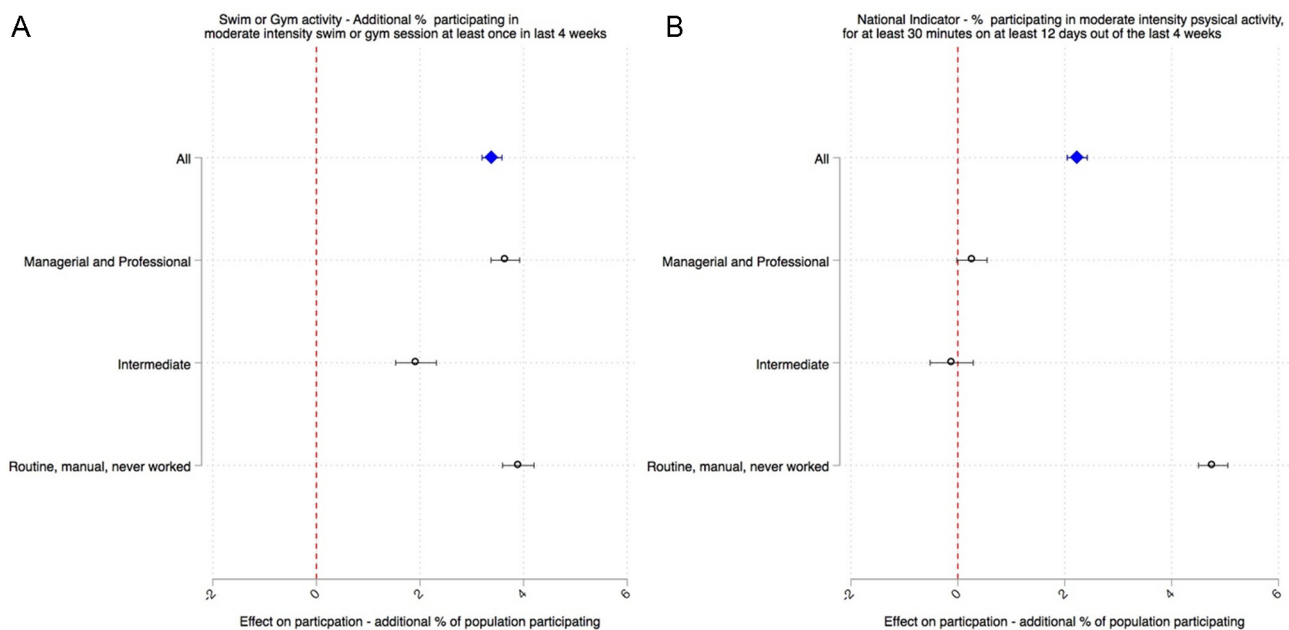 A
Swim or Gym activity - Additional % participating in
moderate intensity swim or gym session at least once in last 4 weeks
All
Managerial and Professional
Intermediate
Routine, manual, never worked
-2
0
2
4
6
Effect on partcipation - additional % of population participating
B
National Indicator - % participating in moderate intensity psysical activity,
for at least 30 minutes on at least 12 days out of the last 4 weeks
All
Managerial and Professional
Intermediate
Routine, manual, never worked
-2
0
2
4
6
Effect on participation - additional % of population participating